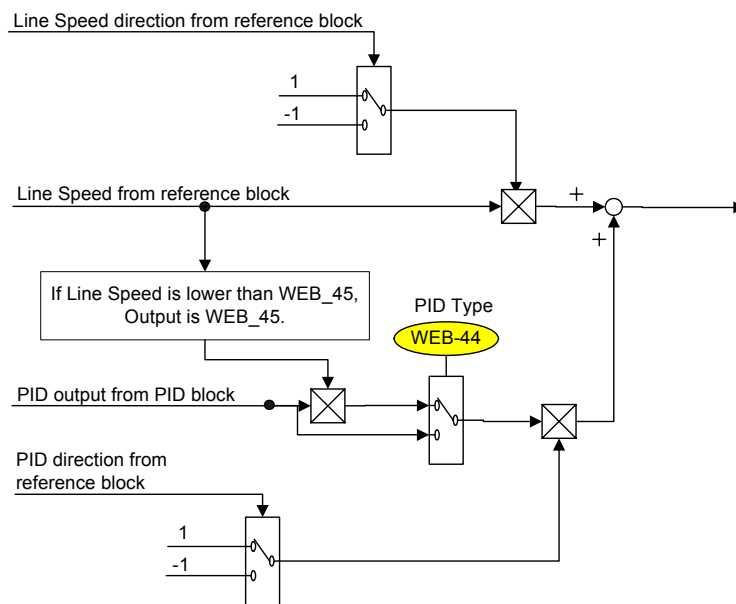 Line Speed direction from reference block
1
-1
Line Speed from reference block
+
+
If Line Speed is lower than WEB_45,
Output is WEB_45.
PID Type
WEB-44
PID output from PID block
PID direction from
reference block
1
-1